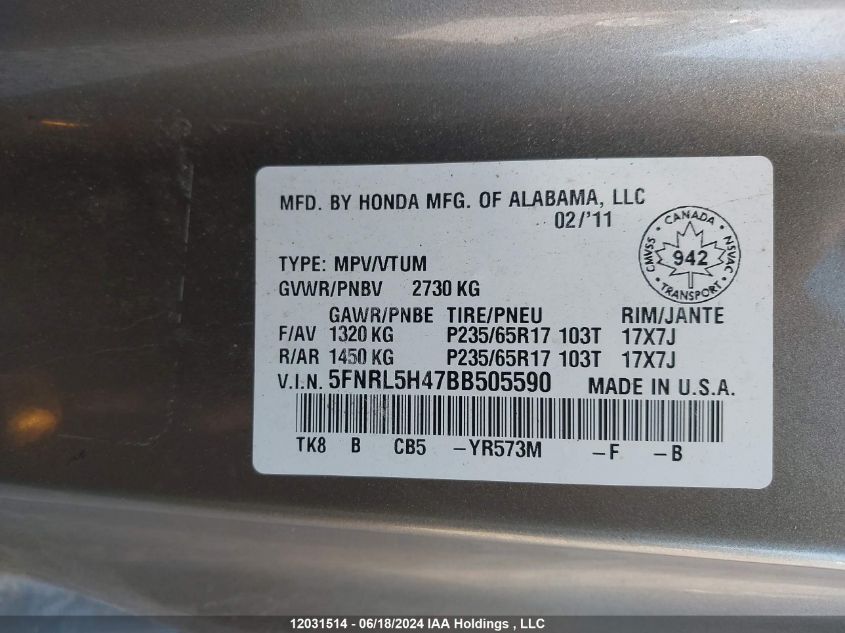 MFD. BY HONDA MFG. OF ALABAMA, LLC
02/'11
CANADA
CMVSS
942
NSVAC
TRANSPORT
TYPE: MPV/VTUM
GVWR/PNBV 2730 KG
GAWR/PNBE TIRE/PNEU RIM/JANTE
F/AV 1320 KG P235/65R17 103T 17X7J
R/AR 1450 KG P235/65R17 103T 17X7J
V.I.N. 5FNRL5H47BB505590 MADE IN U.S.A.
TK8 B CB5 -YR573M -F -B
12031514 - 06/18/2024 IAA Holdings , LLC